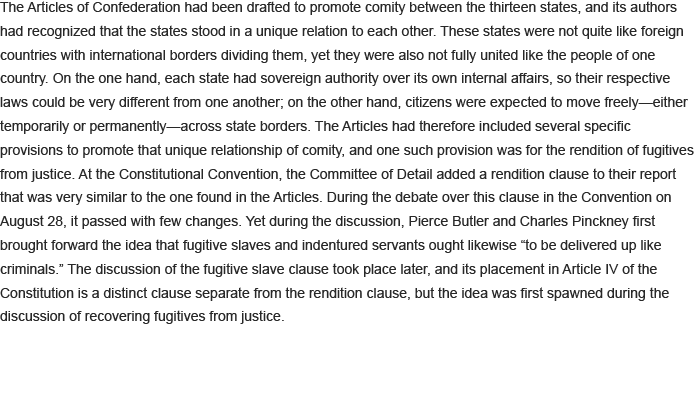 The Articles of Confederation had been drafted to promote comity between the thirteen states, and its authors
had recognized that the states stood in a unique relation to each other. These states were not quite like foreign
countries with international borders dividing them, yet they were also not fully united like the people of one
country. On the one hand, each state had sovereign authority over its own internal affairs, so their respective
laws could be very different from one another; on the other hand, citizens were expected to move freely—either
temporarily or permanently—across state borders. The Articles had therefore included several specific
provisions to promote that unique relationship of comity, and one such provision was for the rendition of fugitives
from justice. At the Constitutional Convention, the Committee of Detail added a rendition clause to their report
that was very similar to the one found in the Articles. During the debate over this clause in the Convention on
August 28, it passed with few changes. Yet during the discussion, Pierce Butler and Charles Pinckney first
brought forward the idea that fugitive slaves and indentured servants ought likewise “to be delivered up like
criminals.” The discussion of the fugitive slave clause took place later, and its placement in Article IV of the
Constitution is a distinct clause separate from the rendition clause, but the idea was first spawned during the
discussion of recovering fugitives from justice.